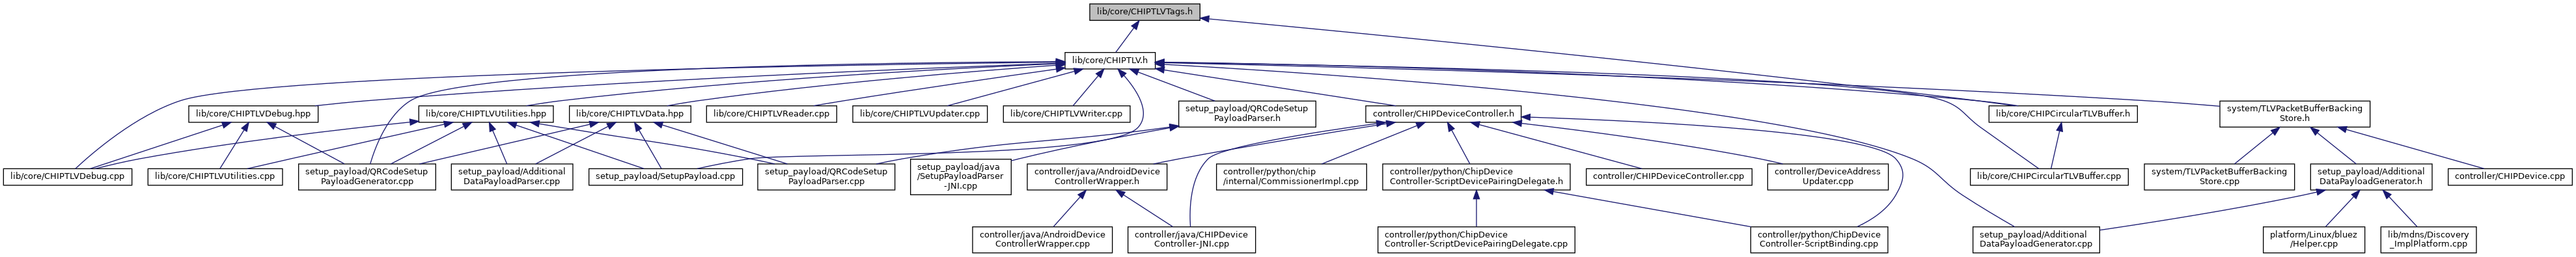 lib/core/CHIPTLVTags.h
lib/core/CHIPTLV.h
lib/core/CHIPTLVDebug.hpp
lib/core/CHIPTLVUtilities.hpp
lib/core/CHIPTLVData.hpp
lib/core/CHIPTLVReader.cpp
lib/core/CHIPTLVUpdater.cpp
lib/core/CHIPTLVWriter.cpp
setup_payload/QRCodeSetup
PayloadParser.h
controller/CHIPDeviceController.h
lib/core/CHIPCircularTLVBuffer.h
system/TLVPacketBufferBacking
Store.h
lib/core/CHIPTLVDebug.cpp
lib/core/CHIPTLVUtilities.cpp
setup_payload/QRCodeSetup
PayloadGenerator.cpp
setup_payload/Additional
DataPayloadParser.cpp
setup_payload/SetupPayload.cpp
setup_payload/QRCodeSetup
PayloadParser.cpp
setup_payload/java
/SetupPayloadParser
-JNI.cpp
controller/java/AndroidDevice
ControllerWrapper.h
controller/python/chip
/internal/CommissionerImpl.cpp
controller/python/ChipDevice
Controller-ScriptDevicePairingDelegate.h
controller/CHIPDeviceController.cpp
controller/DeviceAddress
Updater.cpp
lib/core/CHIPCircularTLVBuffer.cpp
system/TLVPacketBufferBacking
Store.cpp
setup_payload/Additional
DataPayloadGenerator.h
controller/CHIPDevice.cpp
controller/java/AndroidDevice
ControllerWrapper.cpp
controller/java/CHIPDevice
Controller-JNI.cpp
controller/python/ChipDevice
Controller-ScriptDevicePairingDelegate.cpp
controller/python/ChipDevice
Controller-ScriptBinding.cpp
setup_payload/Additional
DataPayloadGenerator.cpp
platform/Linux/bluez
/Helper.cpp
lib/mdns/Discovery
_ImplPlatform.cpp